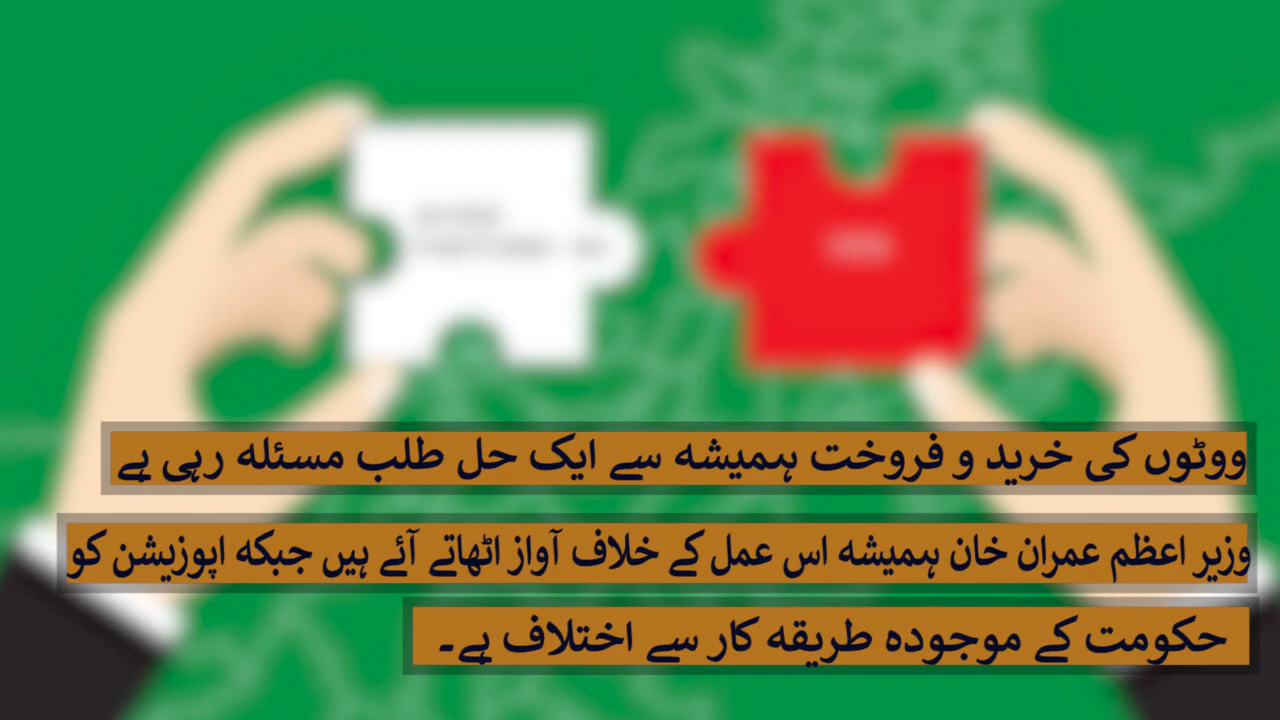 ووٹوں کی خرید و فروخت ہمیشہ سے ایک حل طلب مسئلہ رہی ہے
وزیر اعظم عمران خان ہمیشہ اس عمل کے خلاف آواز اٹھاتے آئے ہیں جبکہ اپوزیشن کو
حکومت کے موجودہ طریقہ کار سے اختلاف ہے۔